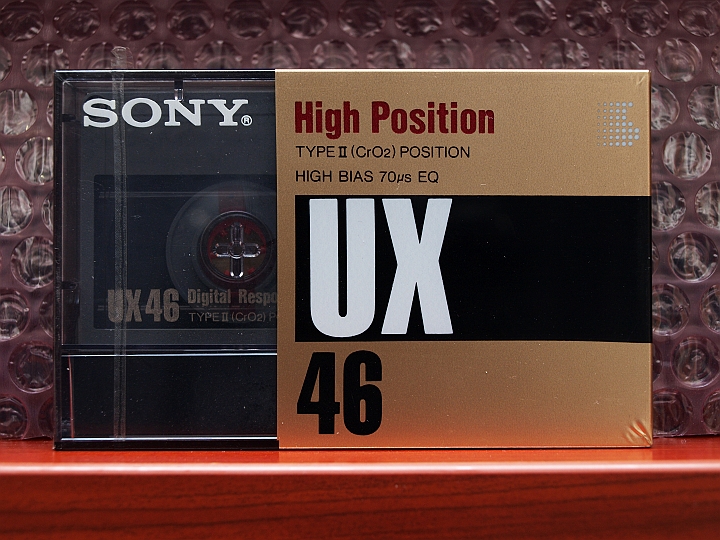 SONY®
High Position
TYPE II (CrO2) POSITION
HIGH BIAS 70µs EQ
UX
46
UX46 Digital Respo
TYPE II (CrO2) P